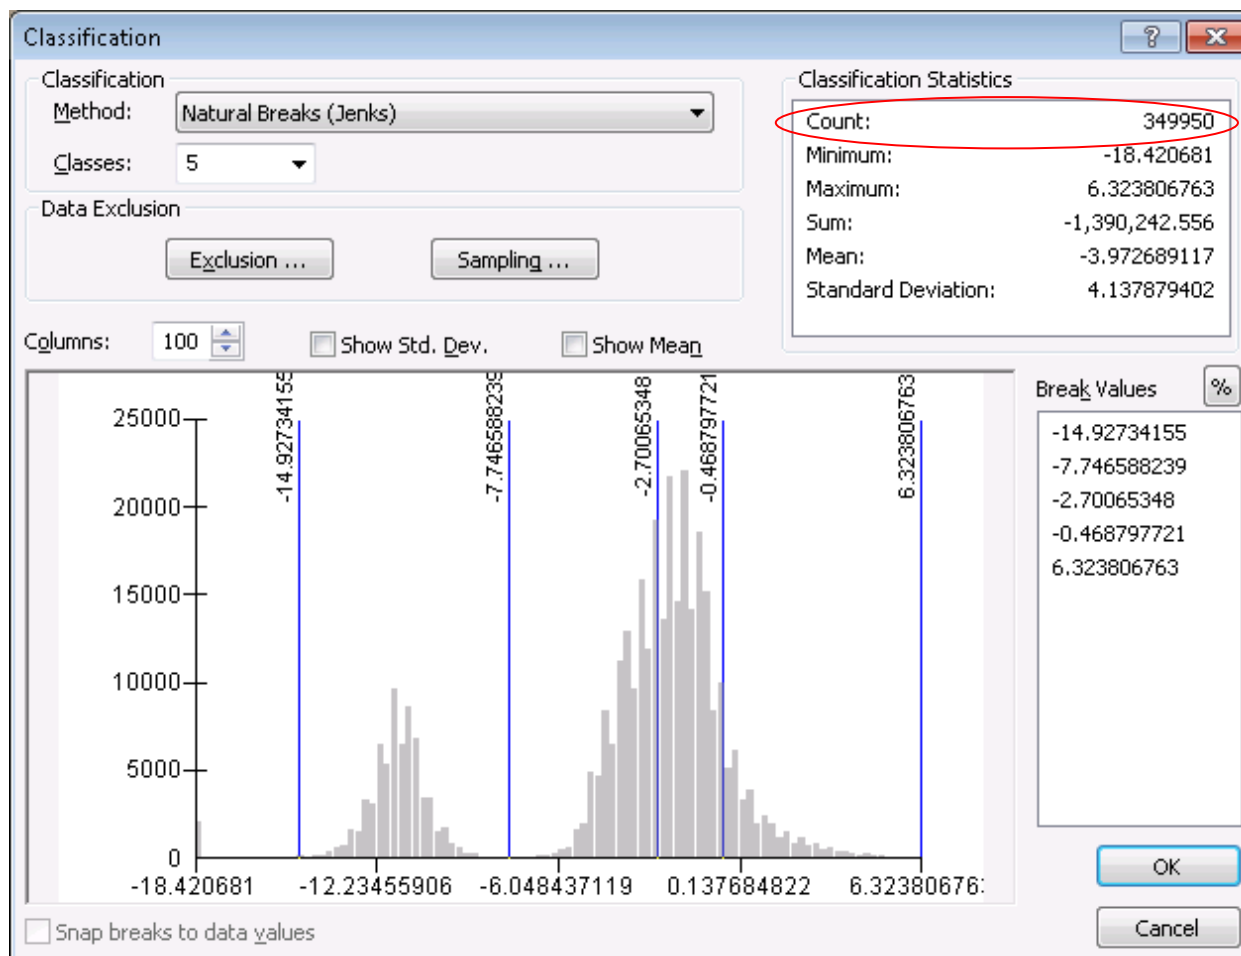 Classification
Classification
Method: Natural Breaks (Jenks)
Classes: 5
Data Exclusion
Exclusion ... Sampling ...
Classification Statistics
Count: 349950
Minimum: -18.420681
Maximum: 6.323806763
Sum: -1,390,242.556
Mean: -3.972689117
Standard Deviation: 4.137879402
Columns: 100 Show Std. Dev. Show Mean
25000
20000
15000
10000
5000
0
-14.92734155
-7.746588239
-2.70065348
-0.468797721
6.323806763
-18.420681 -12.23455906 -6.048437119 0.137684822 6.323806763
Break Values %
-14.92734155
-7.746588239
-2.70065348
-0.468797721
6.323806763
OK
Snap breaks to data values
Cancel